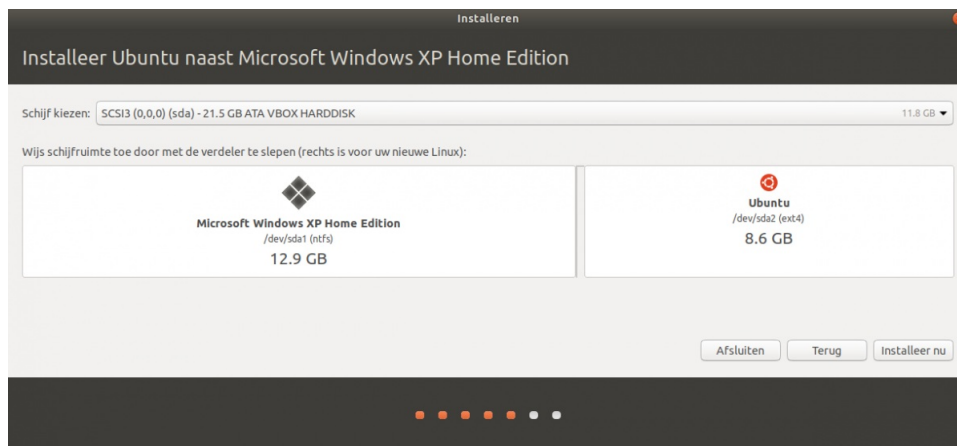 Installeren
Installeer Ubuntu naast Microsoft Windows XP Home Edition
Schijf kiezen: SCSI3 (0,0,0) (sda) - 21.5 GB ATA VBOX HARDDISK 11.8 GB
Wijs schijfruimte toe door met de verdeler te slepen (rechts is voor uw nieuwe Linux):
Microsoft Windows XP Home Edition
/dev/sda1 (ntfs)
12.9 GB
Ubuntu
/dev/sda2 (ext4)
8.6 GB
Afsluiten Terug Installeer nu